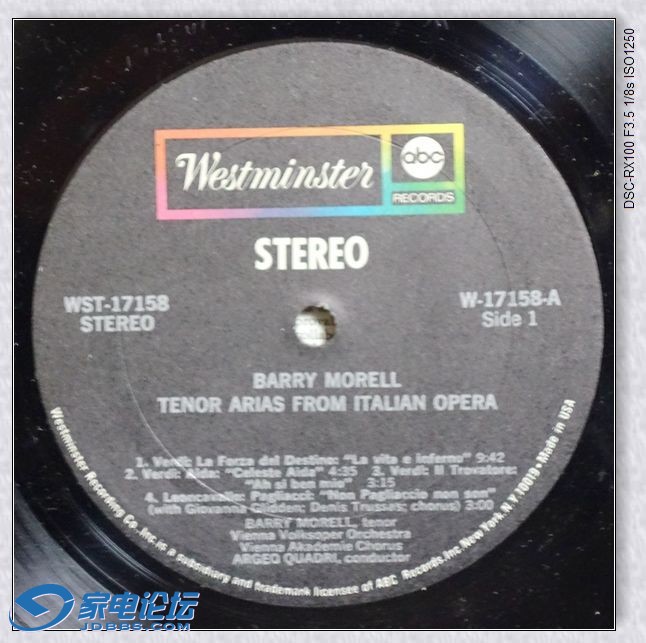 Westminster
abc
RECORDS
STEREO
WST-17158
STEREO
W-17158-A
Side 1
BARRY MORELL
TENOR ARIAS FROM ITALIAN OPERA
1. Verdi: La Forza del Destino: "La vita e inferno" 9:42
2. Verdi: Aida: "Celeste Aida" 4:35 3. Verdi: Il Trovatore:
"Ah si ben mio" 3:15
4. Leoncavallo: Pagliacci: "Non Pagliaccio non son"
(with Giovanna Glidden; Denis Trussas; chorus) 3:00
BARRY MORELL, tenor
Vienna Volksoper Orchestra
Vienna Akademie Chorus
ARGEO QUADRI, conductor
Westminster Recording Co., Inc. is a subsidiary and trademark licensee of ABC Records, Inc. New York, N.Y. 10019 • Made in USA
DSC-RX100 F3.5 1/8s ISO1250
家电论坛
JDBBS.COM